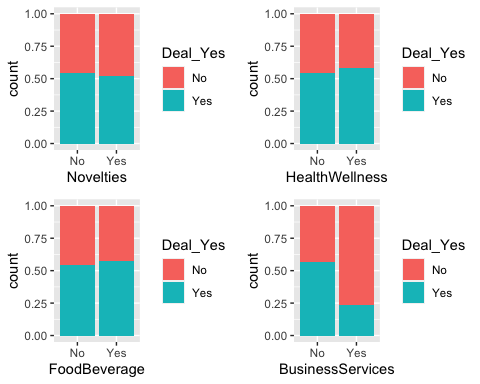 1.00
0.75
0.50
0.25
0.00
count
No Yes
Novelties
Deal_Yes
No
Yes
1.00
0.75
0.50
0.25
0.00
count
No Yes
HealthWellness
Deal_Yes
No
Yes
1.00
0.75
0.50
0.25
0.00
count
No Yes
FoodBeverage
Deal_Yes
No
Yes
1.00
0.75
0.50
0.25
0.00
count
No Yes
BusinessServices
Deal_Yes
No
Yes